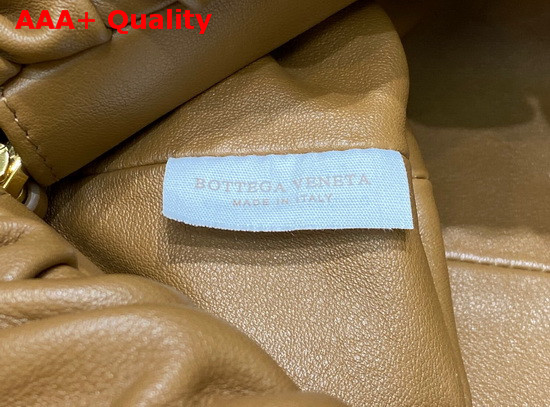 AAA+ Quality
BOTTEGA VENETA
MADE IN ITALY